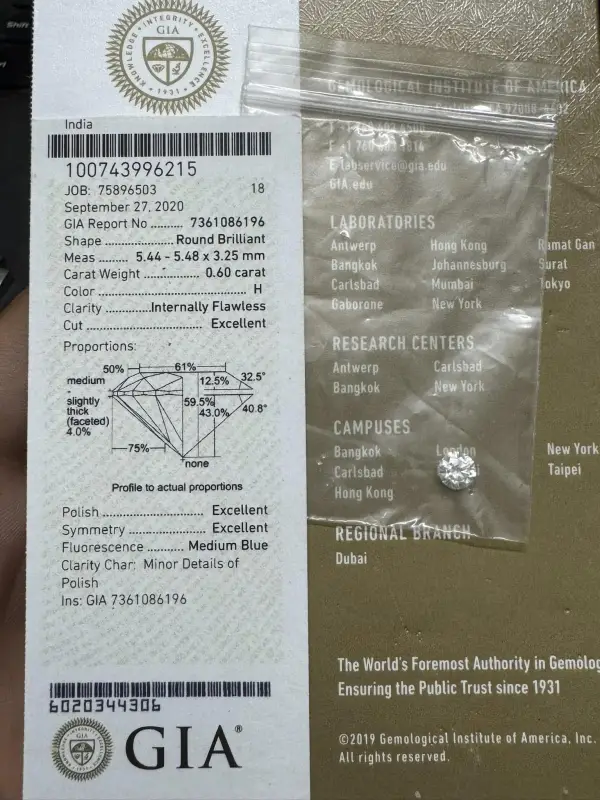 Shift
KNOWLEDGE • INTEGRITY • EXCELLENCE
GIA
• 1931 •
India
100743996215
JOB: 75896503 18
September 27, 2020
GIA Report No .......... 7361086196
Shape ..................... Round Brilliant
Meas ....... 5.44 - 5.48 x 3.25 mm
Carat Weight .................. 0.60 carat
Color ....................................... H
Clarity ................Internally Flawless
Cut ............................... Excellent
Proportions:
50% 61%
medium
-
slightly
thick
(faceted)
4.0%
12.5% 32.5°
59.5%
43.0% 40.8°
75%
none
Profile to actual proportions
Polish ........................... Excellent
Symmetry ..................... Excellent
Fluorescence .......... Medium Blue
Clarity Char: Minor Details of
Polish
Ins: GIA 7361086196
6020344306
GIA
GIA®
GEMOLOGICAL INSTITUTE OF AMERICA
E labservice@gia.edu
GIA.edu
LABORATORIES
Antwerp Hong Kong Ramat Gan
Bangkok Johannesburg Surat
Carlsbad Mumbai Tokyo
Gaborone New York
RESEARCH CENTERS
Antwerp Carlsbad
Bangkok New York
CAMPUSES
Bangkok London New York
Carlsbad Taipei
Hong Kong
REGIONAL BRANCH
Dubai
The World's Foremost Authority in Gemolog
Ensuring the Public Trust since 1931
©2019 Gemological Institute of America, Inc.
All rights reserved.